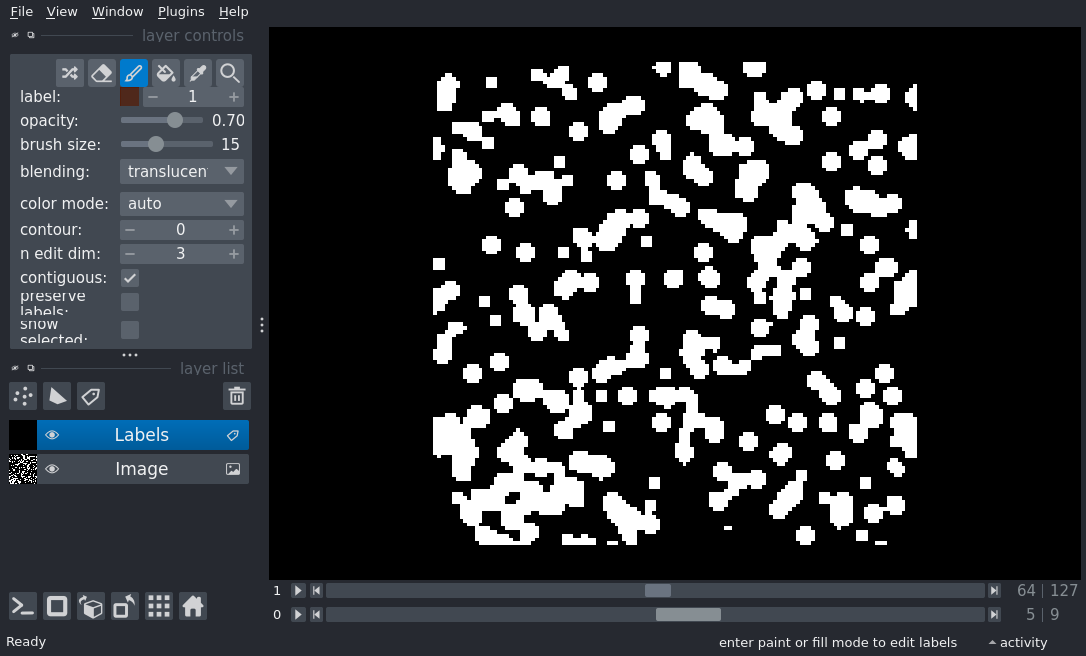 File View Window Plugins Help
layer controls
label: 1
opacity: 0.70
brush size: 15
blending: translucen
color mode: auto
contour: 0
n edit dim: 3
contiguous:
preserve
labels:
show
selected:
layer list
Labels
Image
1 64 | 127
0 5 | 9
Ready enter paint or fill mode to edit labels activity